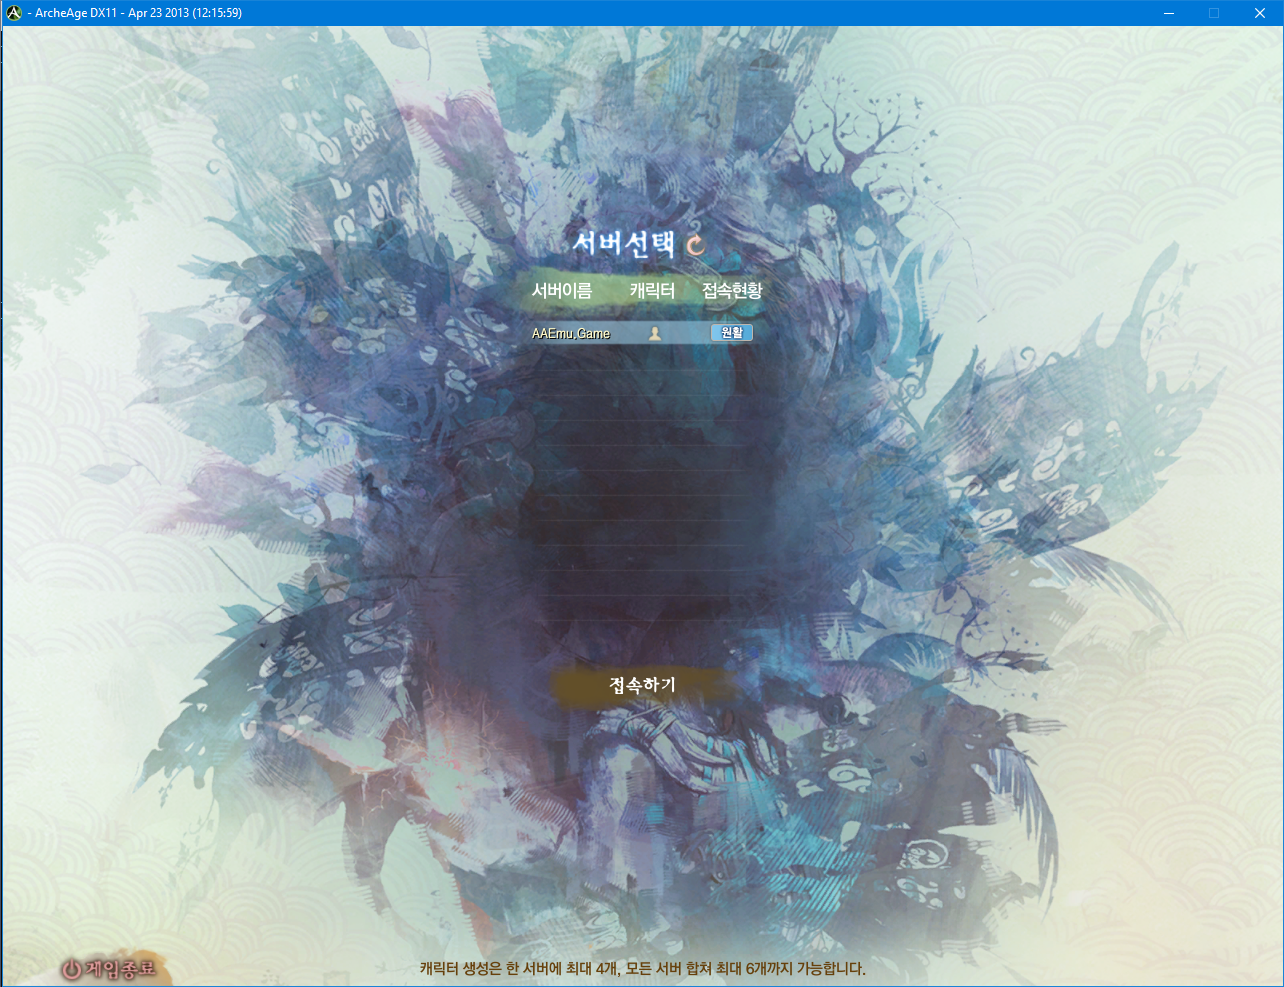 - ArcheAge DX11 - Apr 23 2013 (12:15:59)
서버선택
서버이름 캐릭터 접속현황
AAEmu.Game 원활
접속하기
게임종료
캐릭터 생성은 한 서버에 최대 4개, 모든 서버 합쳐 최대 6개까지 가능합니다.